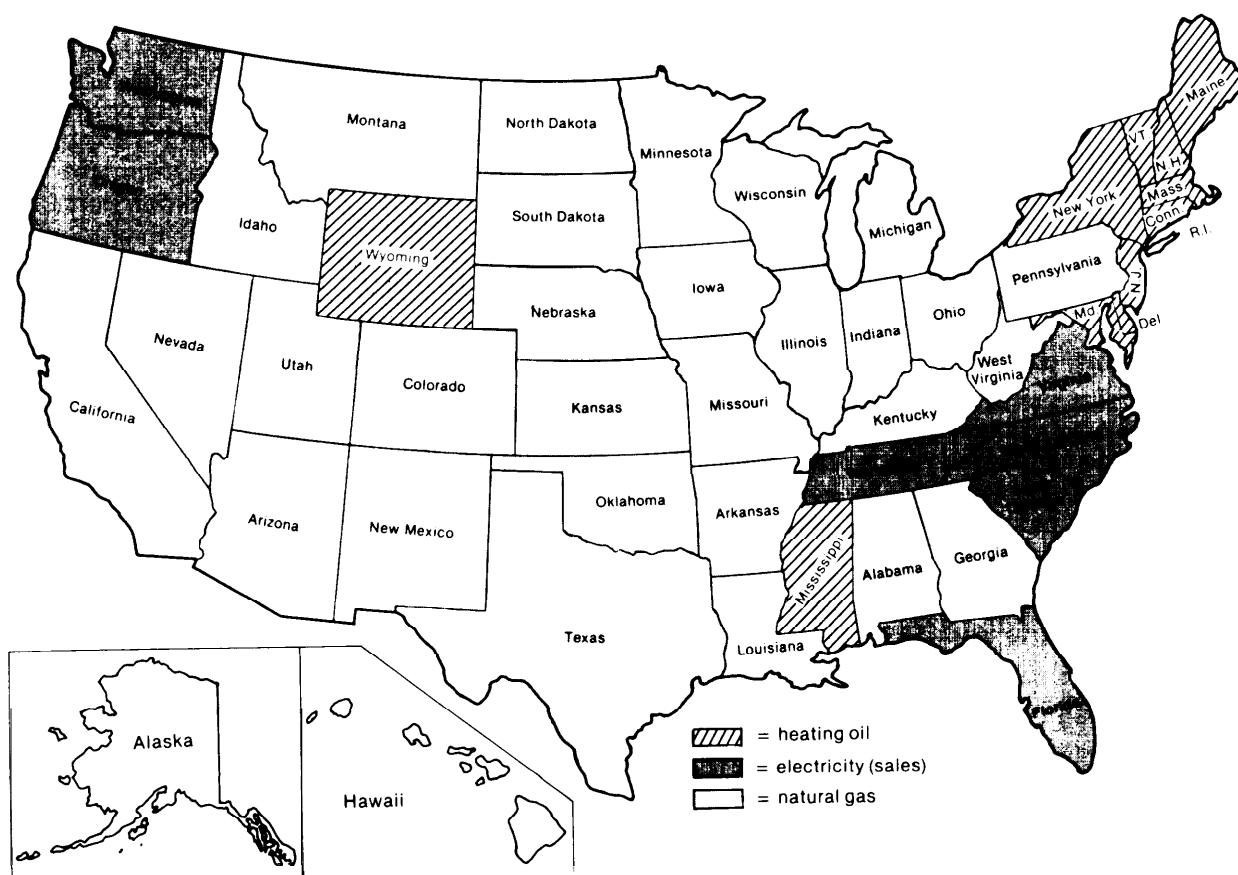 Maine
VT
N.H.
Mass.
Conn.
R.I.
New York
Montana
North Dakota
Minnesota
Wisconsin
Michigan
Idaho
South Dakota
Wyoming
Pennsylvania
N.J.
Md
Del
Iowa
Nebraska
Ohio
Indiana
Illinois
Nevada
Utah
Colorado
West
Virginia
Virginia
Kansas
Missouri
Kentucky
California
Oklahoma
Arkansas
Arizona
New Mexico
Mississippi
Alabama
Georgia
Texas
Louisiana
Florida
Alaska
Hawaii
= heating oil
= electricity (sales)
= natural gas